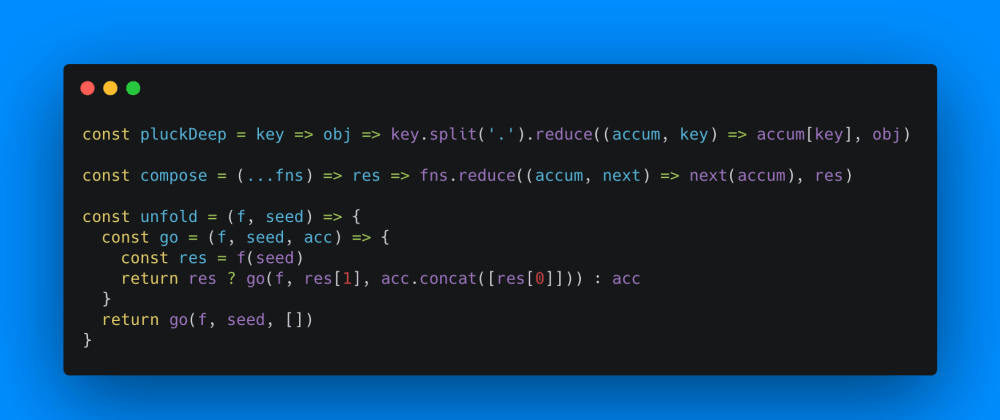 const pluckDeep = key => obj => key.split('.').reduce((accum, key) => accum[key], obj)
const compose = (...fns) => res => fns.reduce((accum, next) => next(accum), res)
const unfold = (f, seed) => {
  const go = (f, seed, acc) => {
    const res = f(seed)
    return res ? go(f, res[1], acc.concat([res[0]])) : acc
  }
  return go(f, seed, [])
}